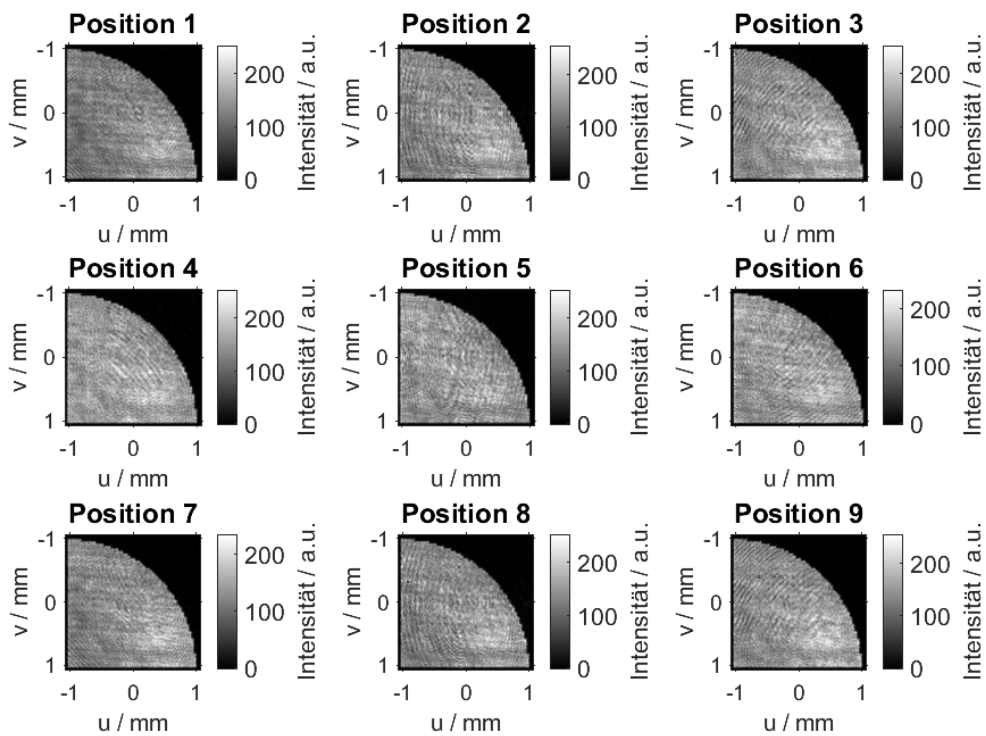 Position 1
Position 2
Position 3
-1
0
1
v / mm
-1
0
1
u / mm
200
100
0
Intensität / a.u.
-1
0
1
v / mm
-1
0
1
u / mm
200
100
0
Intensität / a.u.
-1
0
1
v / mm
-1
0
1
u / mm
200
100
0
Intensität / a.u.
Position 4
Position 5
Position 6
-1
0
1
v / mm
-1
0
1
u / mm
200
100
0
Intensität / a.u.
-1
0
1
v / mm
-1
0
1
u / mm
200
100
0
Intensität / a.u.
-1
0
1
v / mm
-1
0
1
u / mm
200
100
0
Intensität / a.u.
Position 7
Position 8
Position 9
-1
0
1
v / mm
-1
0
1
u / mm
200
100
0
Intensität / a.u.
-1
0
1
v / mm
-1
0
1
u / mm
200
100
0
Intensität / a.u.
-1
0
1
v / mm
-1
0
1
u / mm
200
100
0
Intensität / a.u.